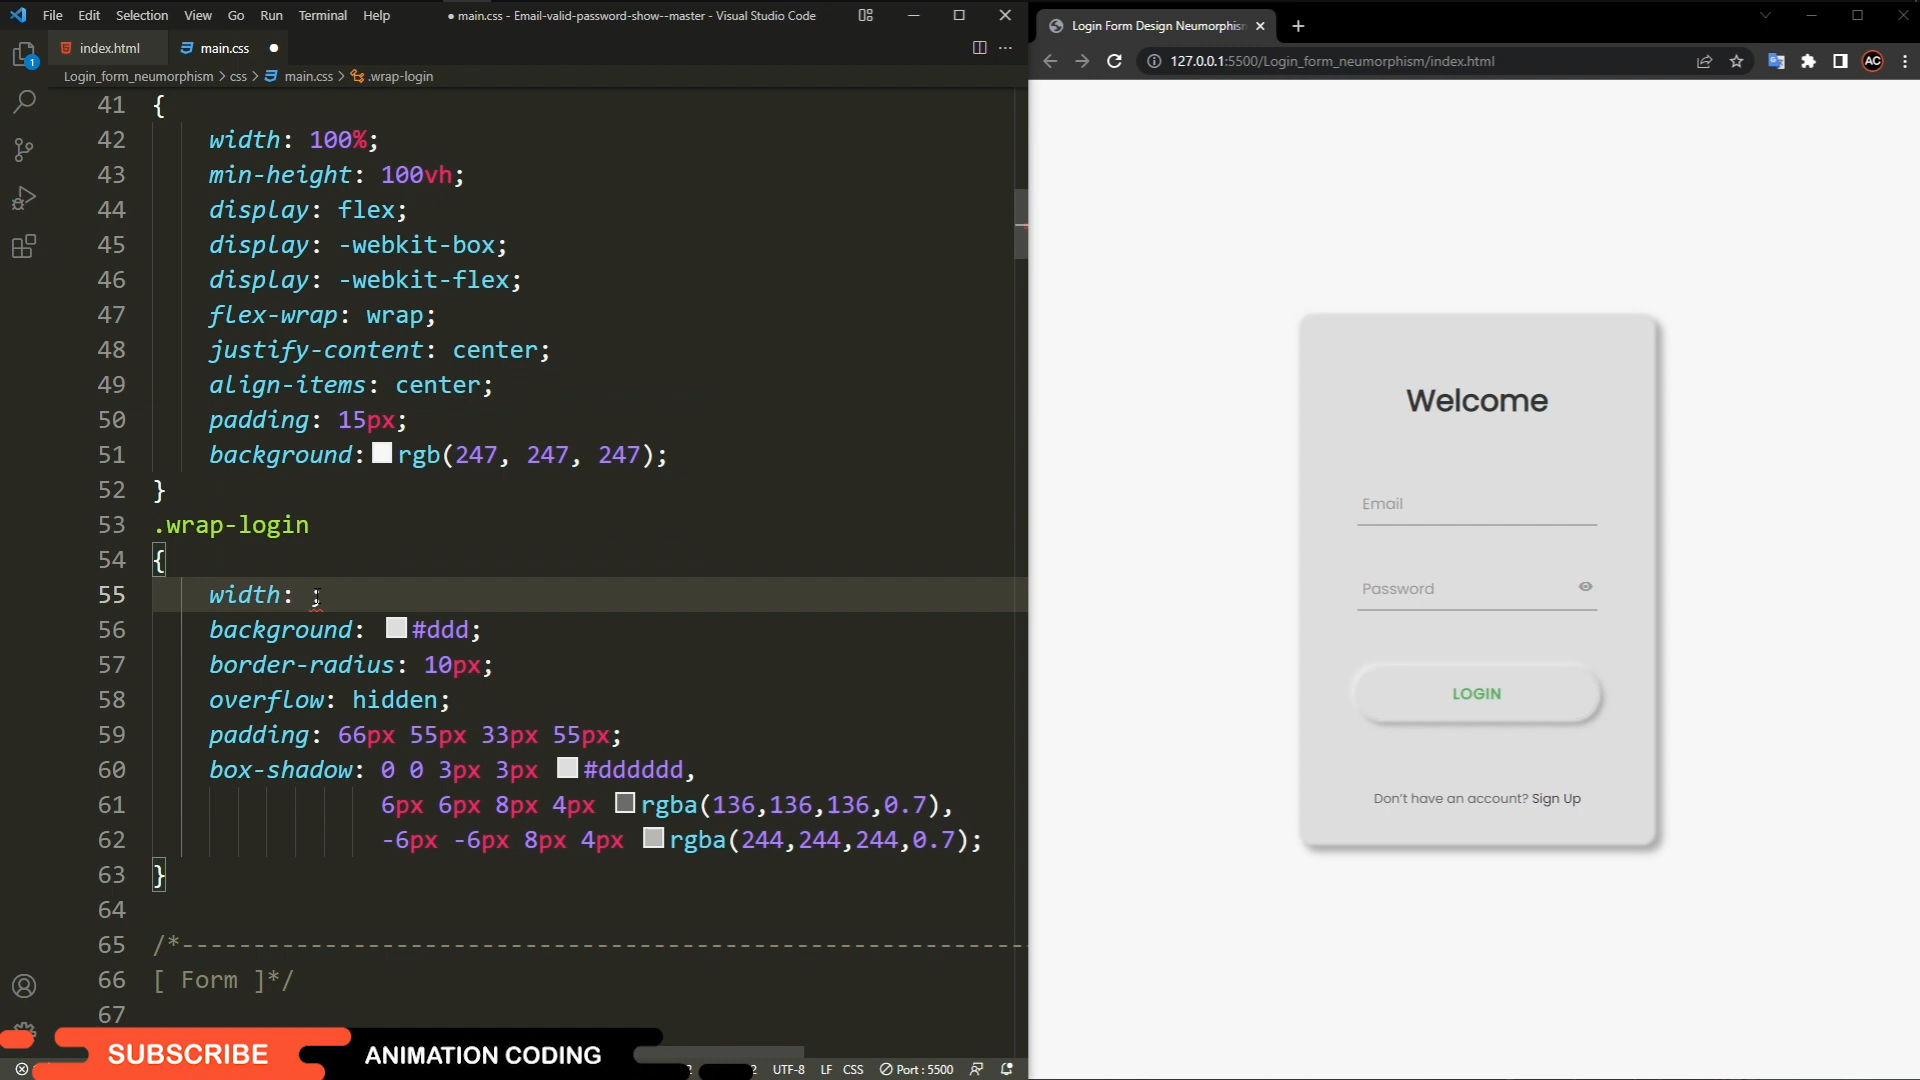 File Edit Selection View Go Run Terminal Help
● main.css - Email-valid-password-show--master - Visual Studio Code
index.html main.css ●
Login_form_neumorphism > css > main.css > .wrap-login
1
41 {
42 width: 100%;
43 min-height: 100vh;
44 display: flex;
45 display: -webkit-box;
46 display: -webkit-flex;
47 flex-wrap: wrap;
48 justify-content: center;
49 align-items: center;
50 padding: 15px;
51 background: rgb(247, 247, 247);
52 }
53 .wrap-login
54 {
55 width: ;
56 background: #ddd;
57 border-radius: 10px;
58 overflow: hidden;
59 padding: 66px 55px 33px 55px;
60 box-shadow: 0 0 3px 3px #dddddd,
61 6px 6px 8px 4px rgba(136,136,136,0.7),
62 -6px -6px 8px 4px rgba(244,244,244,0.7);
63 }
64
65 /*------------------------------------------------------------
66 [ Form ]*/
67
SUBSCRIBE
ANIMATION CODING
UTF-8 LF CSS Port : 5500
Login Form Design Neumorphism
127.0.0.1:5500/Login_form_neumorphism/index.html
AC
Welcome
Email
Password
LOGIN
Don't have an account? Sign Up